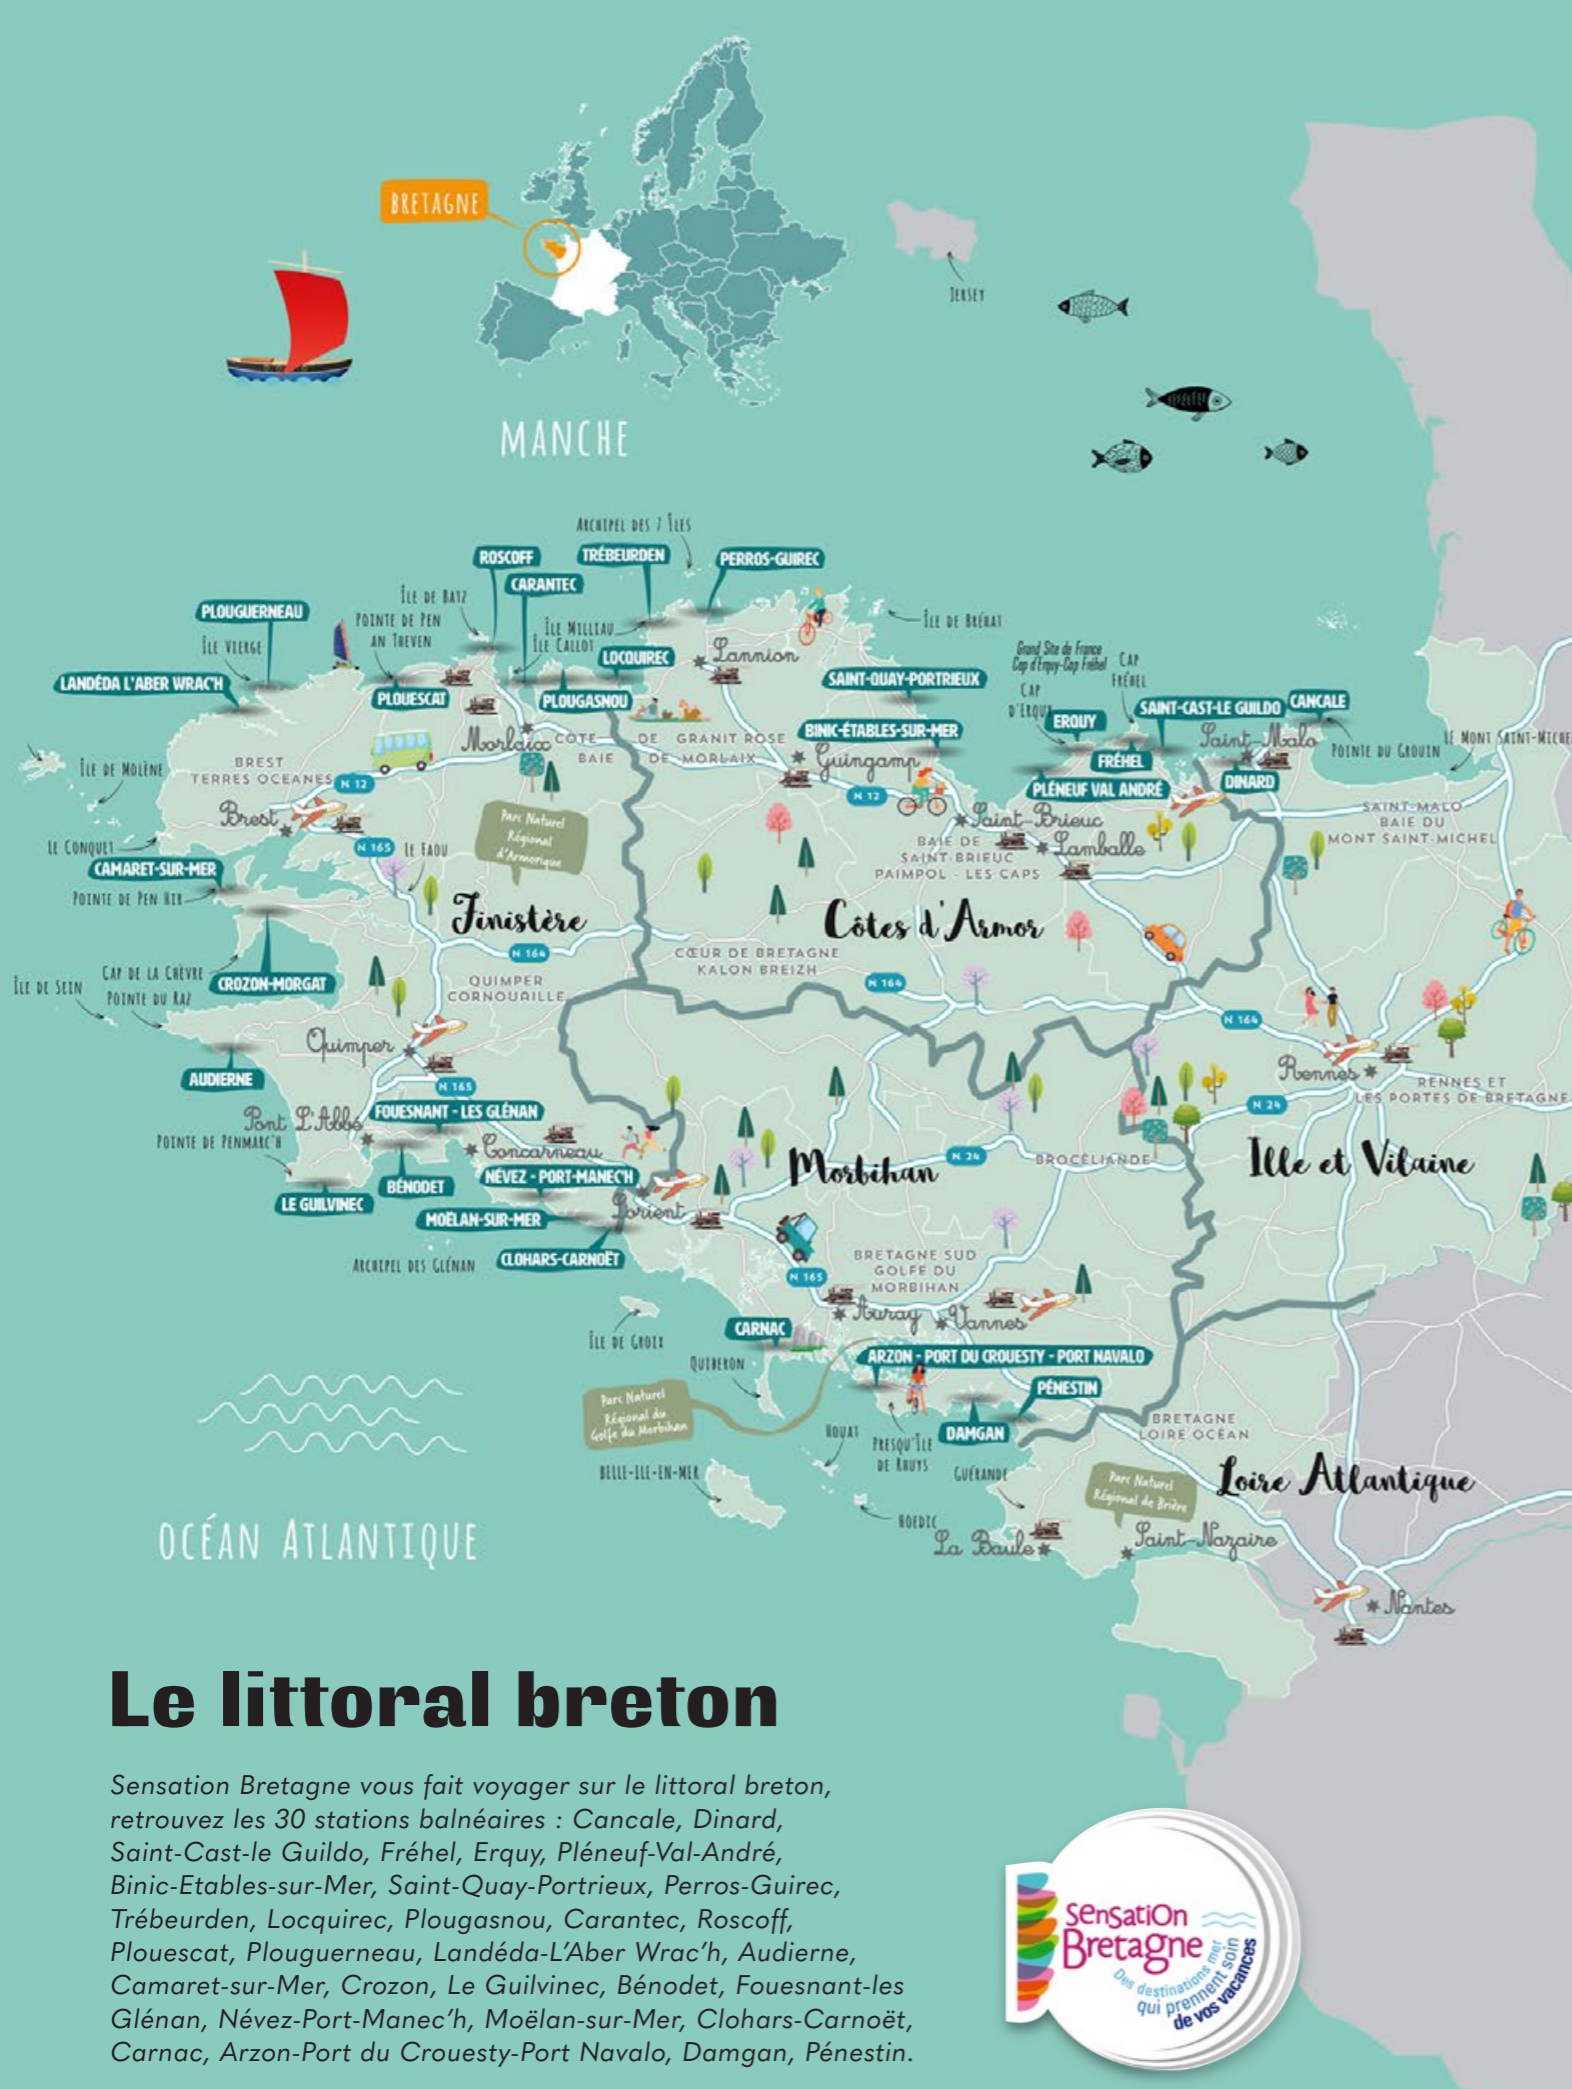 BRETAGNE
JERSEY
MANCHE
ARCHIPEL DES 7 ÎLES
ROSCOFF
TRÉBEURDEN
PERROS-GUIREC
CARANTEC
ÎLE DE BATZ
PLOUGUERNEAU
POINTE DE PEN
AN THEVEN
ÎLE MILLIAU
ÎLE CALLOT
ÎLE DE BRÉHAT
ÎLE VIERGE
LOCQUIREC
Lannion
Grand Site de France
Cap d'Erquy-Cap Fréhel
CAP
FRÉHEL
LANDÉDA L'ABER WRAC'H
PLOUESCAT
PLOUGASNOU
SAINT-QUAY-PORTRIEUX
CAP
D'ERQUY
ERQUY
SAINT-CAST-LE GUILDO
CANCALE
Morlaix
CÔTE DE GRANIT ROSE
BAIE DE MORLAIX
BINIC-ÉTABLES-SUR-MER
Guingamp
Saint-Malo
POINTE DU GROUIN
LE MONT SAINT-MICHE
ÎLE DE MOLÈNE
BREST
TERRES OCEANES
N 12
FRÉHEL
PLÉNEUF VAL ANDRÉ
DINARD
N 12
Brest
Parc Naturel
Régional
d'Armorique
Saint-Brieuc
SAINT-MALO
BAIE DU
MONT SAINT-MICHEL
LE CONQUET
N 165
LE FAOU
BAIE DE
SAINT-BRIEUC
PAIMPOL - LES CAPS
Lamballe
CAMARET-SUR-MER
POINTE DE PEN HIR
Finistère
Côtes d'Armor
N 164
CŒUR DE BRETAGNE
KALON BREIZH
CAP DE LA CHÈVRE
CROZON-MORGAT
QUIMPER
CORNOUAILLE
N 164
ÎLE DE SEIN
POINTE DU RAZ
N 164
Quimper
Rennes
AUDIERNE
N 165
RENNES ET
LES PORTES DE BRETAGNE
N 24
Pont L'Abbé
FOUESNANT - LES GLÉNAN
POINTE DE PENMARC'H
Concarneau
Morbihan
N 24
BROCÉLIANDE
Ille et Vilaine
LE GUILVINEC
BÉNODET
NÉVEZ - PORT-MANEC'H
MOËLAN-SUR-MER
Lorient
ARCHIPEL DES GLÉNAN
CLOHARS-CARNOËT
N 165
BRETAGNE SUD
GOLFE DU
MORBIHAN
Auray
Vannes
ÎLE DE GROIX
CARNAC
QUIBERON
ARZON - PORT DU CROUESTY - PORT NAVALO
Parc Naturel
Régional du
Golfe du Morbihan
PÉNESTIN
HOUAT
PRESQU'ÎLE
DE RHUYS
DAMGAN
BRETAGNE
LOIRE OCÉAN
BELLE-ILE-EN-MER
GUÉRANDE
Parc Naturel
Régional de Brière
Loire Atlantique
HOEDIC
La Baule
Saint-Nazaire
OCÉAN ATLANTIQUE
Nantes
Le littoral breton
Sensation Bretagne vous fait voyager sur le littoral breton,
retrouvez les 30 stations balnéaires : Cancale, Dinard,
Saint-Cast-le Guildo, Fréhel, Erquy, Pléneuf-Val-André,
Binic-Etables-sur-Mer, Saint-Quay-Portrieux, Perros-Guirec,
Trébeurden, Locquirec, Plougasnou, Carantec, Roscoff,
Plouescat, Plouguerneau, Landéda-L'Aber Wrac'h, Audierne,
Camaret-sur-Mer, Crozon, Le Guilvinec, Bénodet, Fouesnant-les
Glénan, Névez-Port-Manec'h, Moëlan-sur-Mer, Clohars-Carnoët,
Carnac, Arzon-Port du Crouesty-Port Navalo, Damgan, Pénestin.
sensation
Bretagne
Des destinations mer
qui prennent soin
de vos vacances